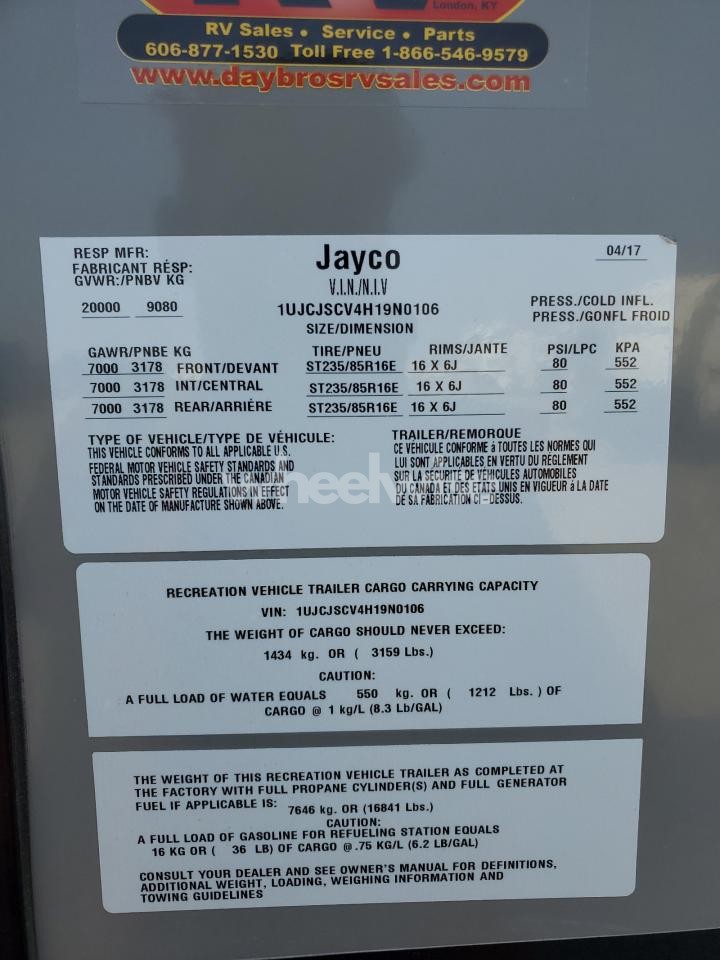 London, KY
RV Sales • Service • Parts
606-877-1530 Toll Free 1-866-546-9579
www.daybrosrvsales.com
RESP MFR: Jayco 04/17
FABRICANT RÉSP:
GVWR:/PNBV KG V.I.N./N.I.V
20000 9080 1UJCJSCV4H19N0106 PRESS./COLD INFL.
SIZE/DIMENSION PRESS./GONFL FROID
GAWR/PNBE KG TIRE/PNEU RIMS/JANTE PSI/LPC KPA
7000 3178 FRONT/DEVANT ST235/85R16E 16 X 6J 80 552
7000 3178 INT/CENTRAL ST235/85R16E 16 X 6J 80 552
7000 3178 REAR/ARRIÈRE ST235/85R16E 16 X 6J 80 552
TYPE OF VEHICLE/TYPE DE VÉHICULE: TRAILER/REMORQUE
THIS VEHICLE CONFORMS TO ALL APPLICABLE U.S.
FEDERAL MOTOR VEHICLE SAFETY STANDARDS AND
STANDARDS PRESCRIBED UNDER THE CANADIAN
MOTOR VEHICLE SAFETY REGULATIONS IN EFFECT
ON THE DATE OF MANUFACTURE SHOWN ABOVE.
CE VÉHICULE CONFORME à TOUTES LES NORMES QUI
LUI SONT APPLICABLES EN VERTU DU RÈGLEMENT
SUR LA SÉCURITÉ DE VÉHICULES AUTOMOBILES
DU CANADA ET DES ÉTATS UNIS EN VIGUEUR à LA DATE
DE SA FABRICATION CI-DESSUS.
RECREATION VEHICLE TRAILER CARGO CARRYING CAPACITY
VIN: 1UJCJSCV4H19N0106
THE WEIGHT OF CARGO SHOULD NEVER EXCEED:
1434 kg. OR ( 3159 Lbs.)
CAUTION:
A FULL LOAD OF WATER EQUALS 550 kg. OR ( 1212 Lbs. ) OF
CARGO @ 1 kg/L (8.3 Lb/GAL)
THE WEIGHT OF THIS RECREATION VEHICLE TRAILER AS COMPLETED AT
THE FACTORY WITH FULL PROPANE CYLINDER(S) AND FULL GENERATOR
FUEL IF APPLICABLE IS: 7646 kg. OR (16841 Lbs.)
CAUTION:
A FULL LOAD OF GASOLINE FOR REFUELING STATION EQUALS
16 KG OR ( 36 LB) OF CARGO @ .75 KG/L (6.2 LB/GAL)
CONSULT YOUR DEALER AND SEE OWNER'S MANUAL FOR DEFINITIONS,
ADDITIONAL WEIGHT, LOADING, WEIGHING INFORMATION AND
TOWING GUIDELINES